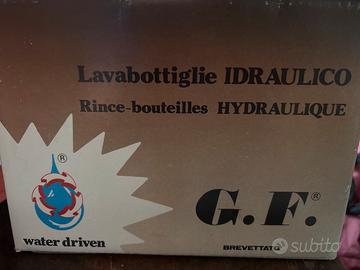 Lavabottiglie IDRAULICO
Rince-bouteilles HYDRAULIQUE
®
G.F.®
water driven
BREVETTATO
subito